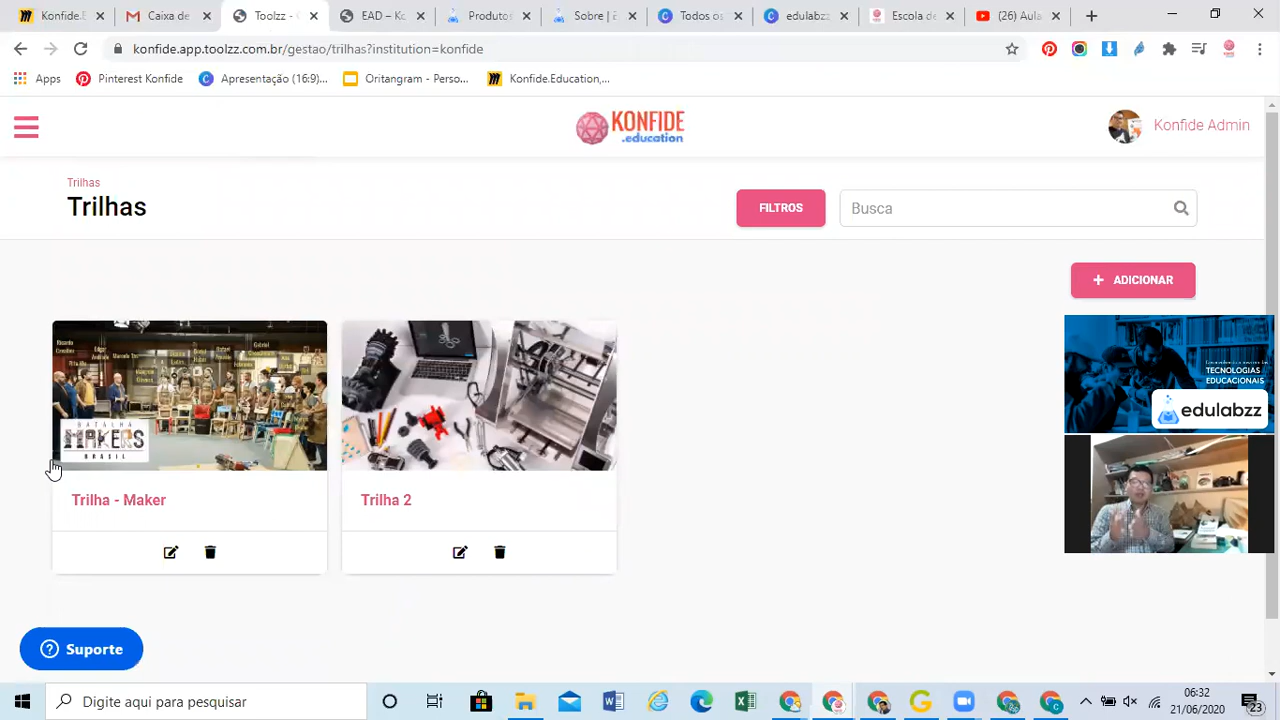 Konfide.E
Caixa de
Toolzz -
EAD –
Produtos
Sobre | E
Todos o
edulabzz
Escola de
(26) Aula
konfide.app.toolzz.com.br/gestao/trilhas?institution=konfide
Apps
Pinterest Konfide
Apresentação (16:9)...
Oritangram - Perso...
Konfide.Education,...
KONFIDE
.education
Konfide Admin
Trilhas
Trilhas
FILTROS
Busca
+ ADICIONAR
BATALHA
MAKERS
BRASIL
Trilha - Maker
Trilha 2
TECNOLOGIAS
EDUCACIONAIS
edulabzz
? Suporte
Digite aqui para pesquisar
06:32
21/06/2020
23